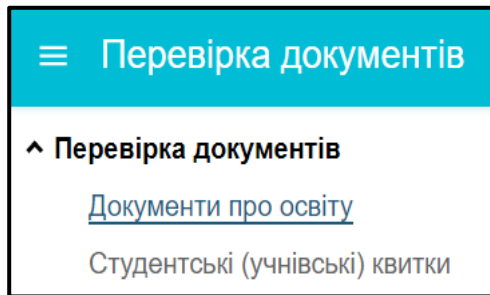 Перевірка документів
Перевірка документів
Документи про освіту
Студентські (учнівські) квитки